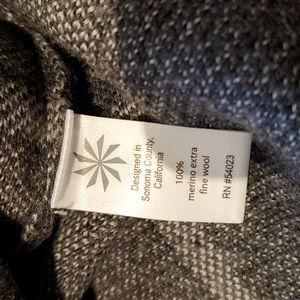 Designed in
Sonoma County,
California
100%
merino extra
fine wool
RN #54023